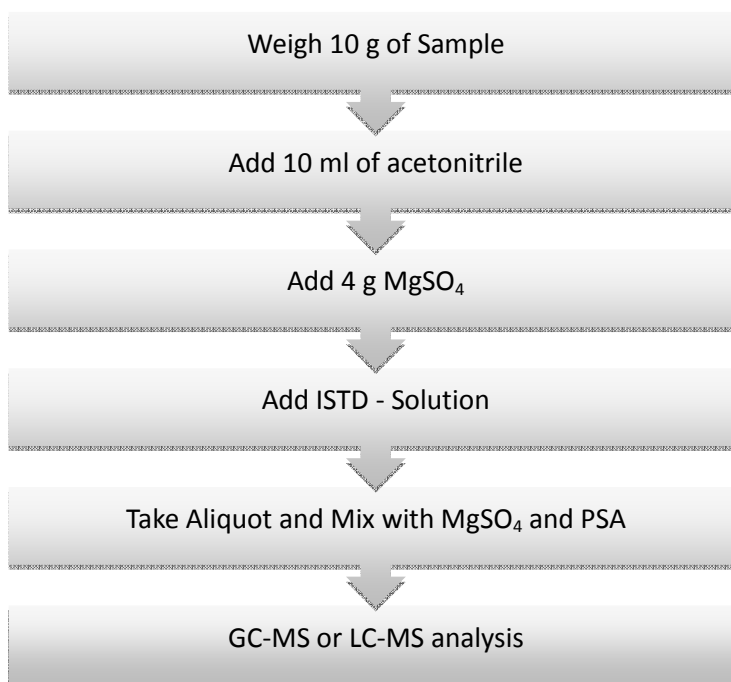 Weigh 10 g of Sample
Add 10 ml of acetonitrile
Add 4 g MgSO₄
Add ISTD - Solution
Take Aliquot and Mix with MgSO₄ and PSA
GC-MS or LC-MS analysis